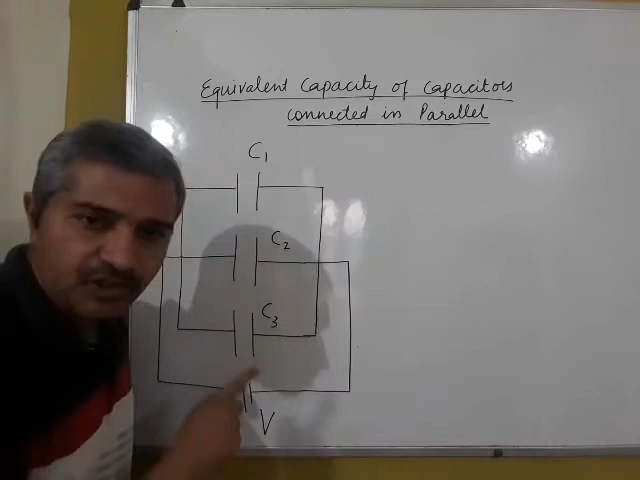 Equivalent Capacity of Capacitors
connected in Parallel
C1
C2
C3
V